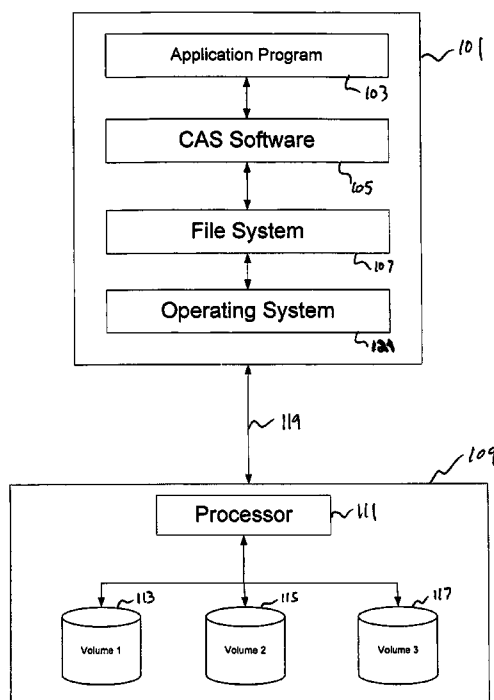 101
Application Program
103
CAS Software
105
File System
107
Operating System
124
119
109
Processor
111
113
115
117
Volume 1
Volume 2
Volume 3